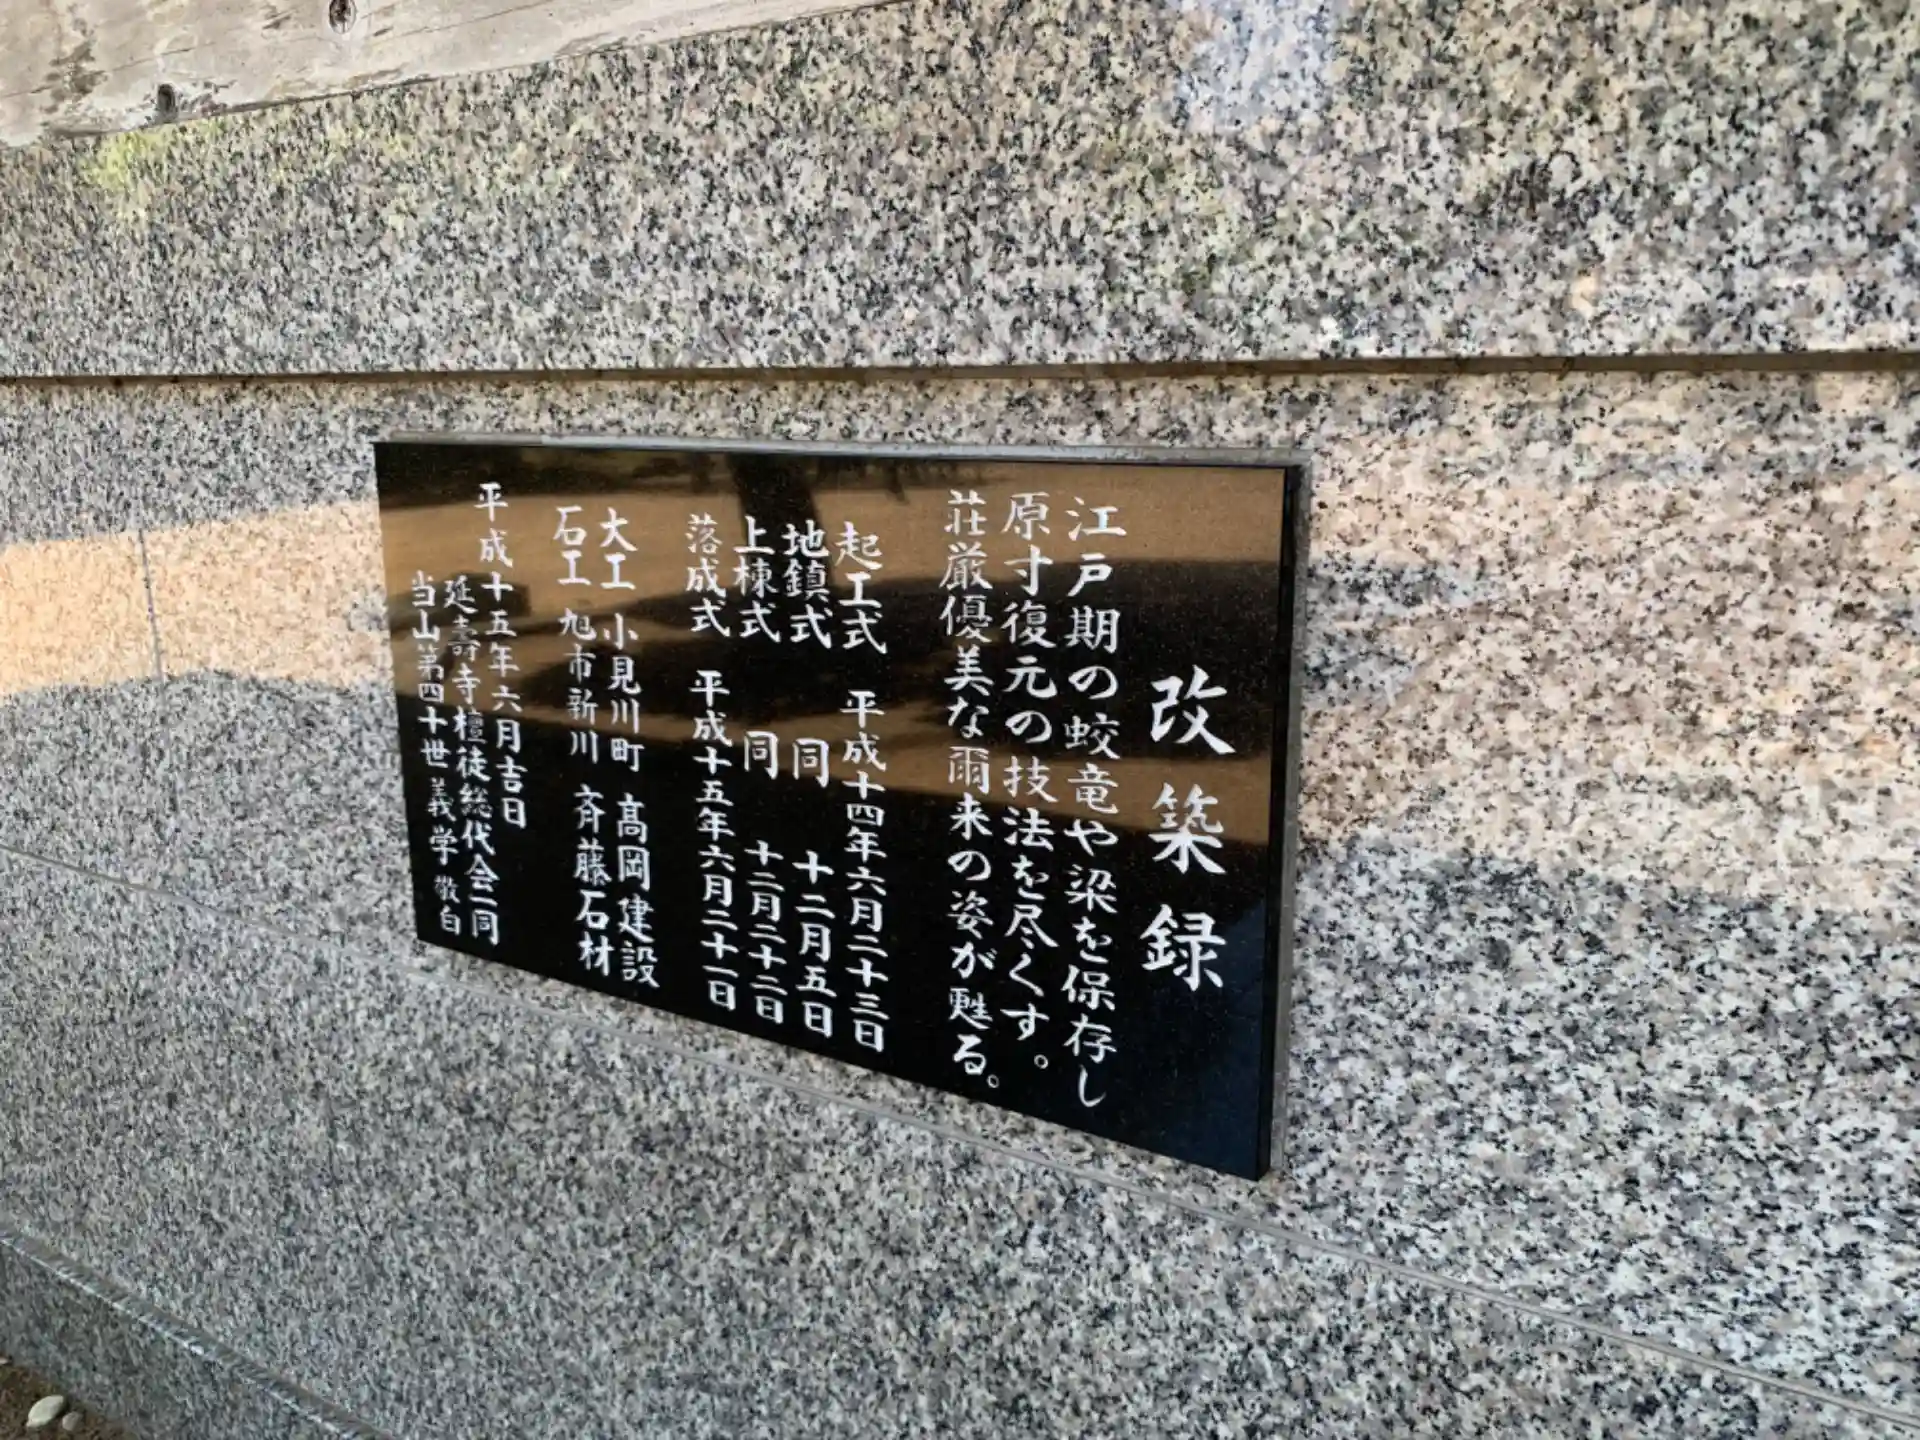 改築録
江戸期の蛟竜や梁を保存し
原寸復元の技法を尽くす。
荘厳優美な爾来の姿が甦る。
起工式 平成十四年六月二十三日
地鎮式 同 十二月五日
上棟式 同 十二月二十二日
落成式 平成十五年六月二十一日
大工 小見川町 髙岡建設
石工 旭市新川 斉藤石材
平成十五年六月吉日
延壽寺檀徒総代会一同
当山第四十世 義学 敬白